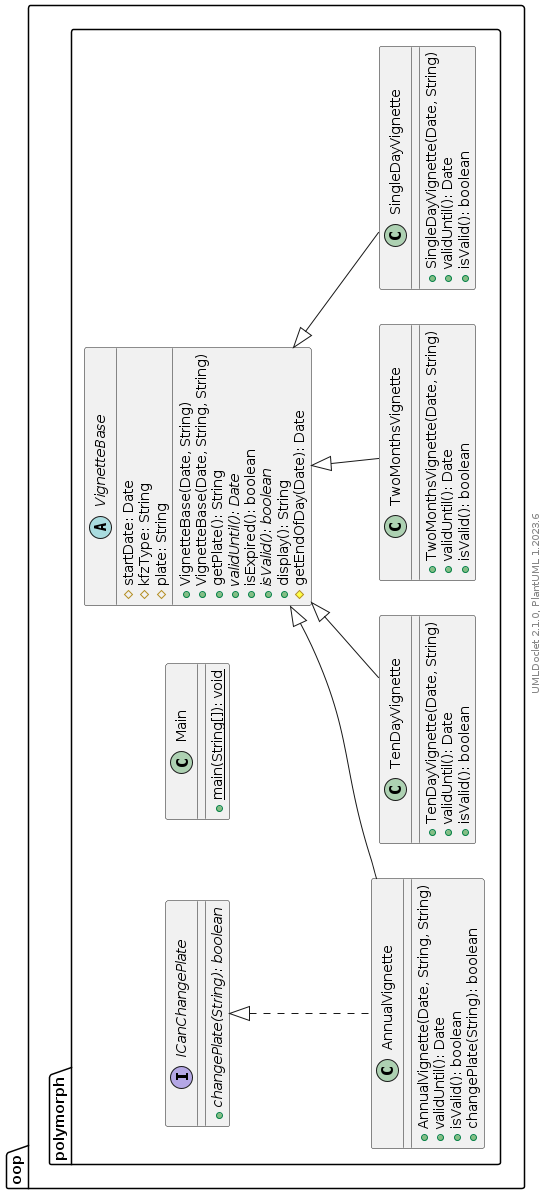 oop
polymorph
ICanChangePlate
changePlate(String): boolean
Main
main(String[]): void
VignetteBase
startDate: Date
kfzType: String
plate: String
VignetteBase(Date, String)
VignetteBase(Date, String, String)
getPlate(): String
validUntil(): Date
isExpired(): boolean
isValid(): boolean
display(): String
getEndOfDay(Date): Date
AnnualVignette
AnnualVignette(Date, String, String)
validUntil(): Date
isValid(): boolean
changePlate(String): boolean
TenDayVignette
TenDayVignette(Date, String)
validUntil(): Date
isValid(): boolean
TwoMonthsVignette
TwoMonthsVignette(Date, String)
validUntil(): Date
isValid(): boolean
SingleDayVignette
SingleDayVignette(Date, String)
validUntil(): Date
isValid(): boolean
UMLDoclet 2.1.0, PlantUML 1.2023.6
I
C
A
C
C
C
C